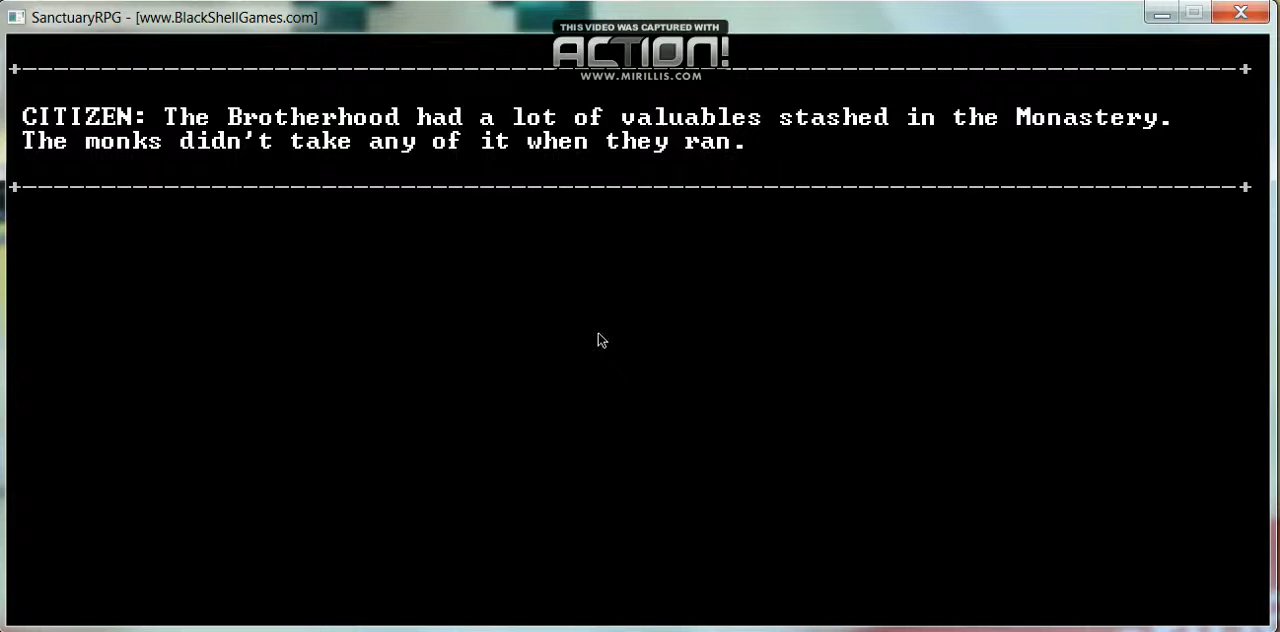 SanctuaryRPG - [www.BlackShellGames.com]
THIS VIDEO WAS CAPTURED WITH
ACTION!
WWW.MIRILLIS.COM
CITIZEN: The Brotherhood had a lot of valuables stashed in the Monastery.
The monks didn't take any of it when they ran.